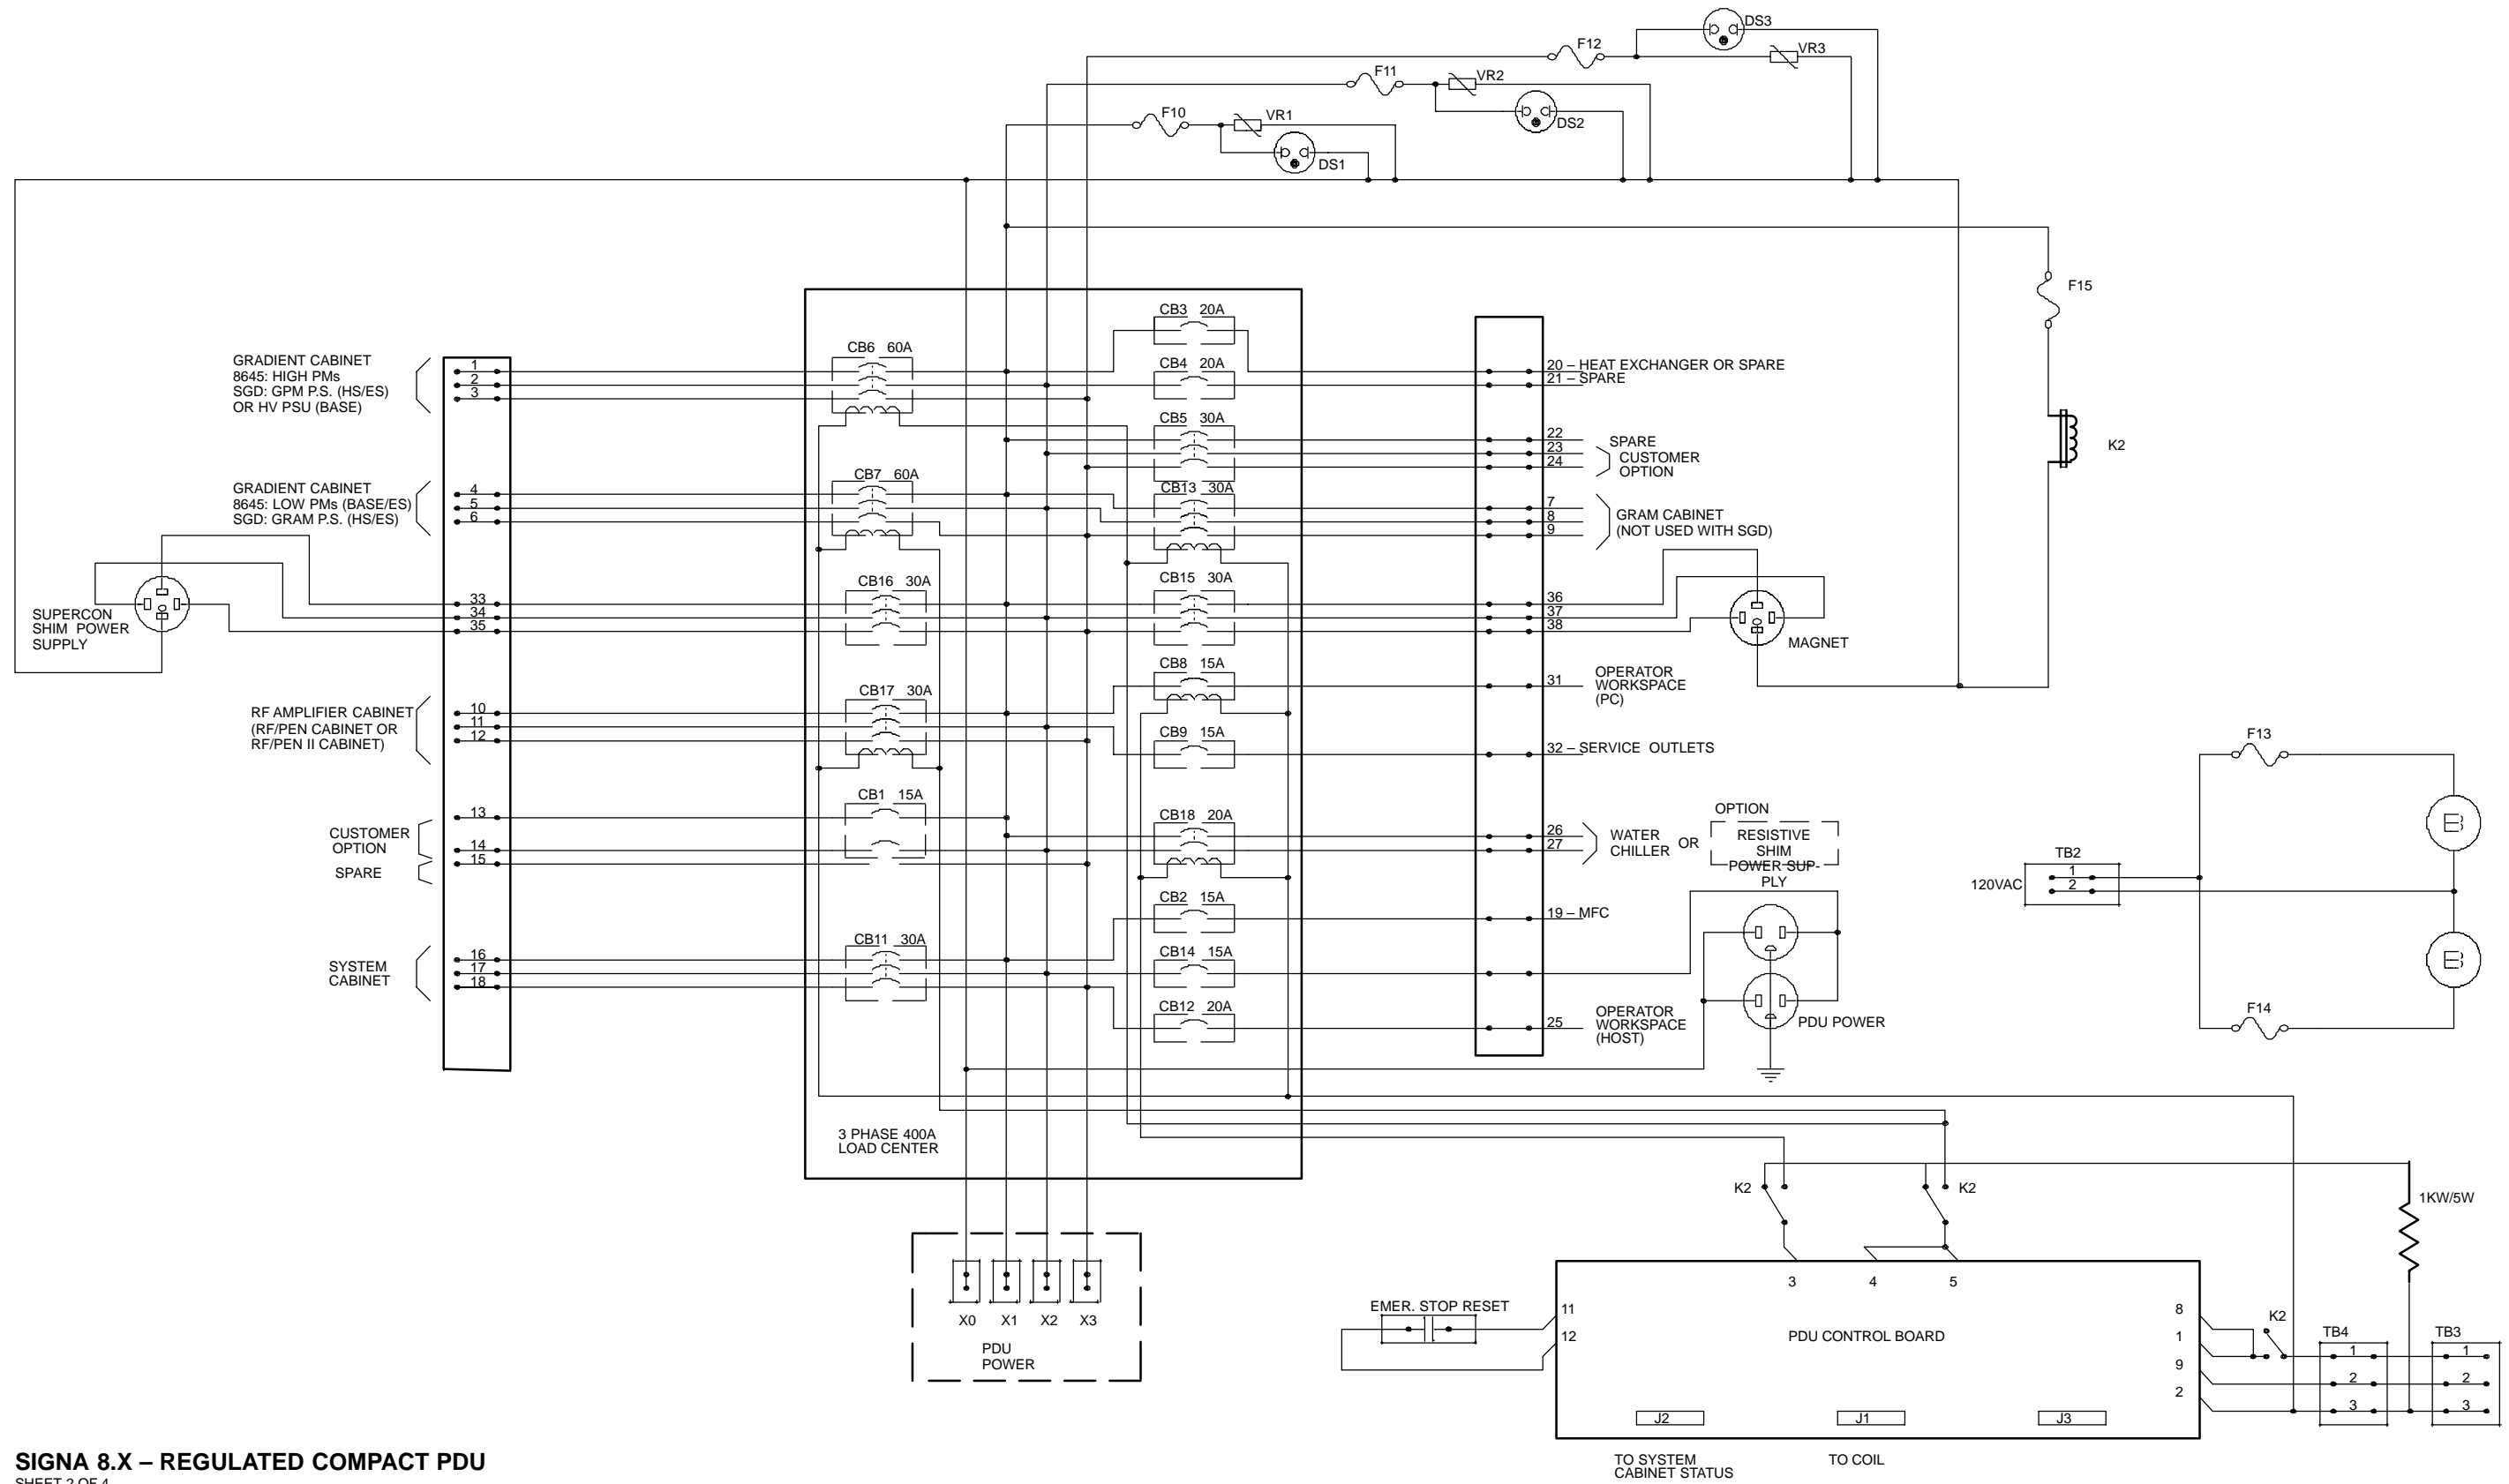 DS3
F12
VR3
F11
VR2
DS2
F10
VR1
DS1
F15
K2
GRADIENT CABINET
8645: HIGH PMs
SGD: GPM P.S. (HS/ES)
OR HV PSU (BASE)
1
2
3
GRADIENT CABINET
8645: LOW PMs (BASE/ES)
SGD: GRAM P.S. (HS/ES)
4
5
6
SUPERCON
SHIM POWER
SUPPLY
33
34
35
RF AMPLIFIER CABINET
(RF/PEN CABINET OR
RF/PEN II CABINET)
10
11
12
CUSTOMER
OPTION
13
14
15
SPARE
SYSTEM
CABINET
16
17
18
CB6 60A
CB7 60A
CB16 30A
CB17 30A
CB1 15A
CB11 30A
CB3 20A
CB4 20A
CB5 30A
CB13 30A
CB15 30A
CB8 15A
CB9 15A
CB18 20A
CB2 15A
CB14 15A
CB12 20A
3 PHASE 400A
LOAD CENTER
20 – HEAT EXCHANGER OR SPARE
21 – SPARE
22
23
24
SPARE
CUSTOMER
OPTION
7
8
9
GRAM CABINET
(NOT USED WITH SGD)
36
37
38
MAGNET
31
OPERATOR
WORKSPACE
(PC)
32 – SERVICE OUTLETS
26
27
WATER
CHILLER
OR
OPTION
RESISTIVE
SHIM
POWER SUP-
PLY
19 – MFC
PDU POWER
25
OPERATOR
WORKSPACE
(HOST)
F13
TB2
120VAC
1
2
F14
X0
X1
X2
X3
PDU
POWER
K2
K2
1KW/5W
EMER. STOP RESET
11
12
3
4
5
PDU CONTROL BOARD
8
1
9
2
K2
TB4
1
2
3
TB3
1
2
3
J2
J1
J3
TO SYSTEM
CABINET STATUS
TO COIL
SIGNA 8.X – REGULATED COMPACT PDU
SHEET 2 OF 4